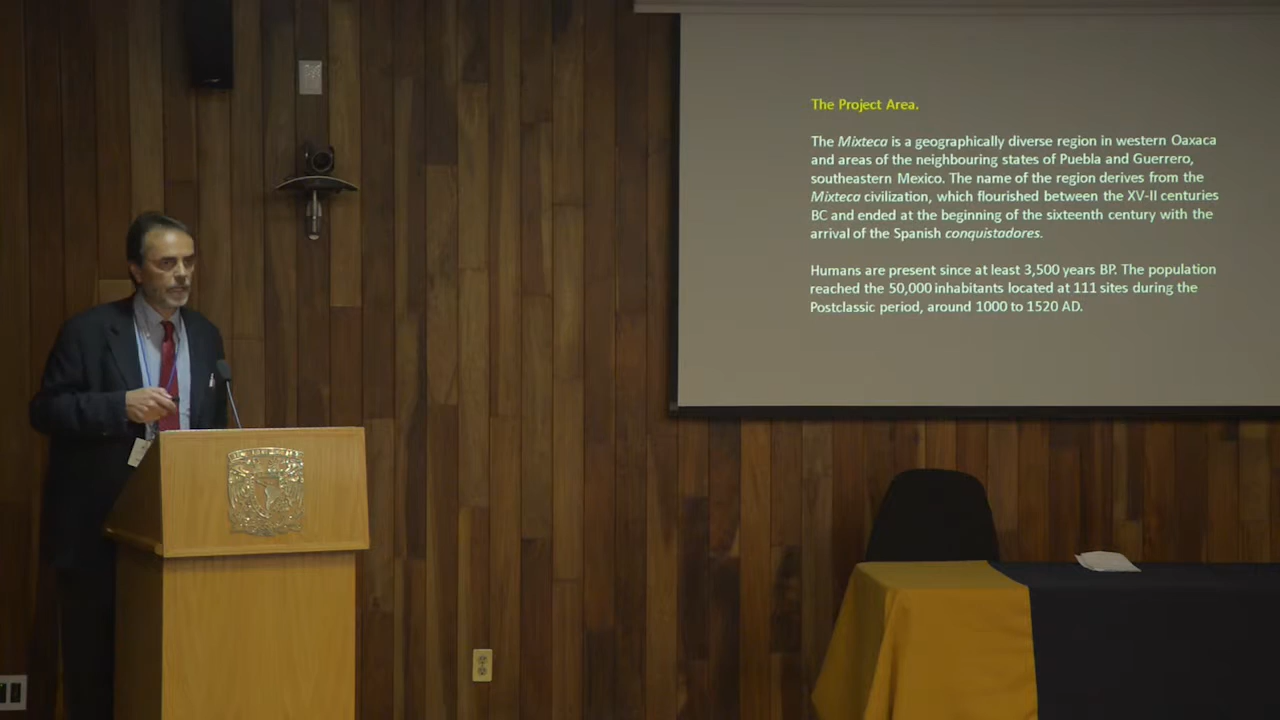 The Project Area.
The Mixteca is a geographically diverse region in western Oaxaca
and areas of the neighbouring states of Puebla and Guerrero,
southeastern Mexico. The name of the region derives from the
Mixteca civilization, which flourished between the XV-II centuries
BC and ended at the beginning of the sixteenth century with the
arrival of the Spanish conquistadores.
Humans are present since at least 3,500 years BP. The population
reached the 50,000 inhabitants located at 111 sites during the
Postclassic period, around 1000 to 1520 AD.